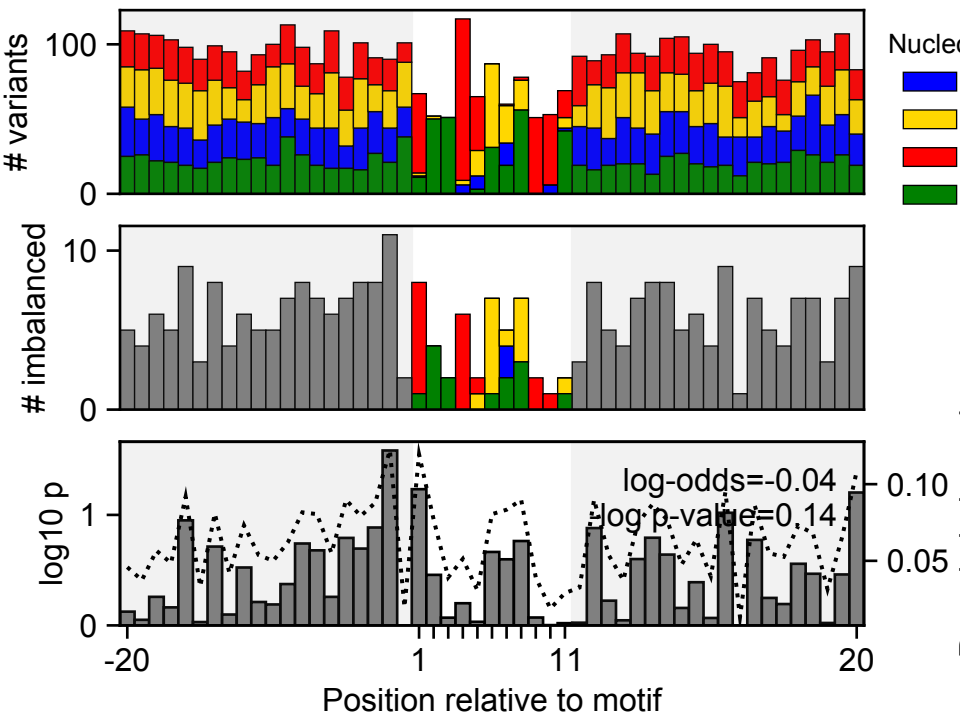 # variants
100
0
# imbalanced
10
0
log10 p
1
0
log-odds=-0.04
-log p-value=0.14
0.10
0.05
-20
1
11
20
Position relative to motif